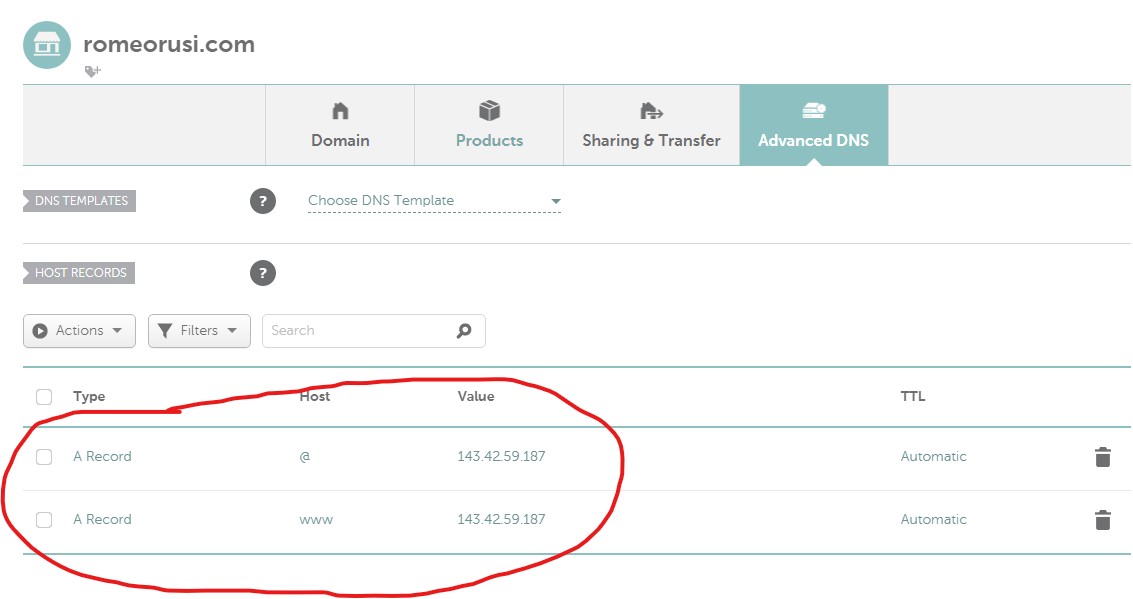 romeorusi.com
Domain
Products
Sharing & Transfer
Advanced DNS
DNS TEMPLATES
?
Choose DNS Template
HOST RECORDS
?
Actions
Filters
Search
Type Host Value TTL
A Record @ 143.42.59.187 Automatic
A Record www 143.42.59.187 Automatic